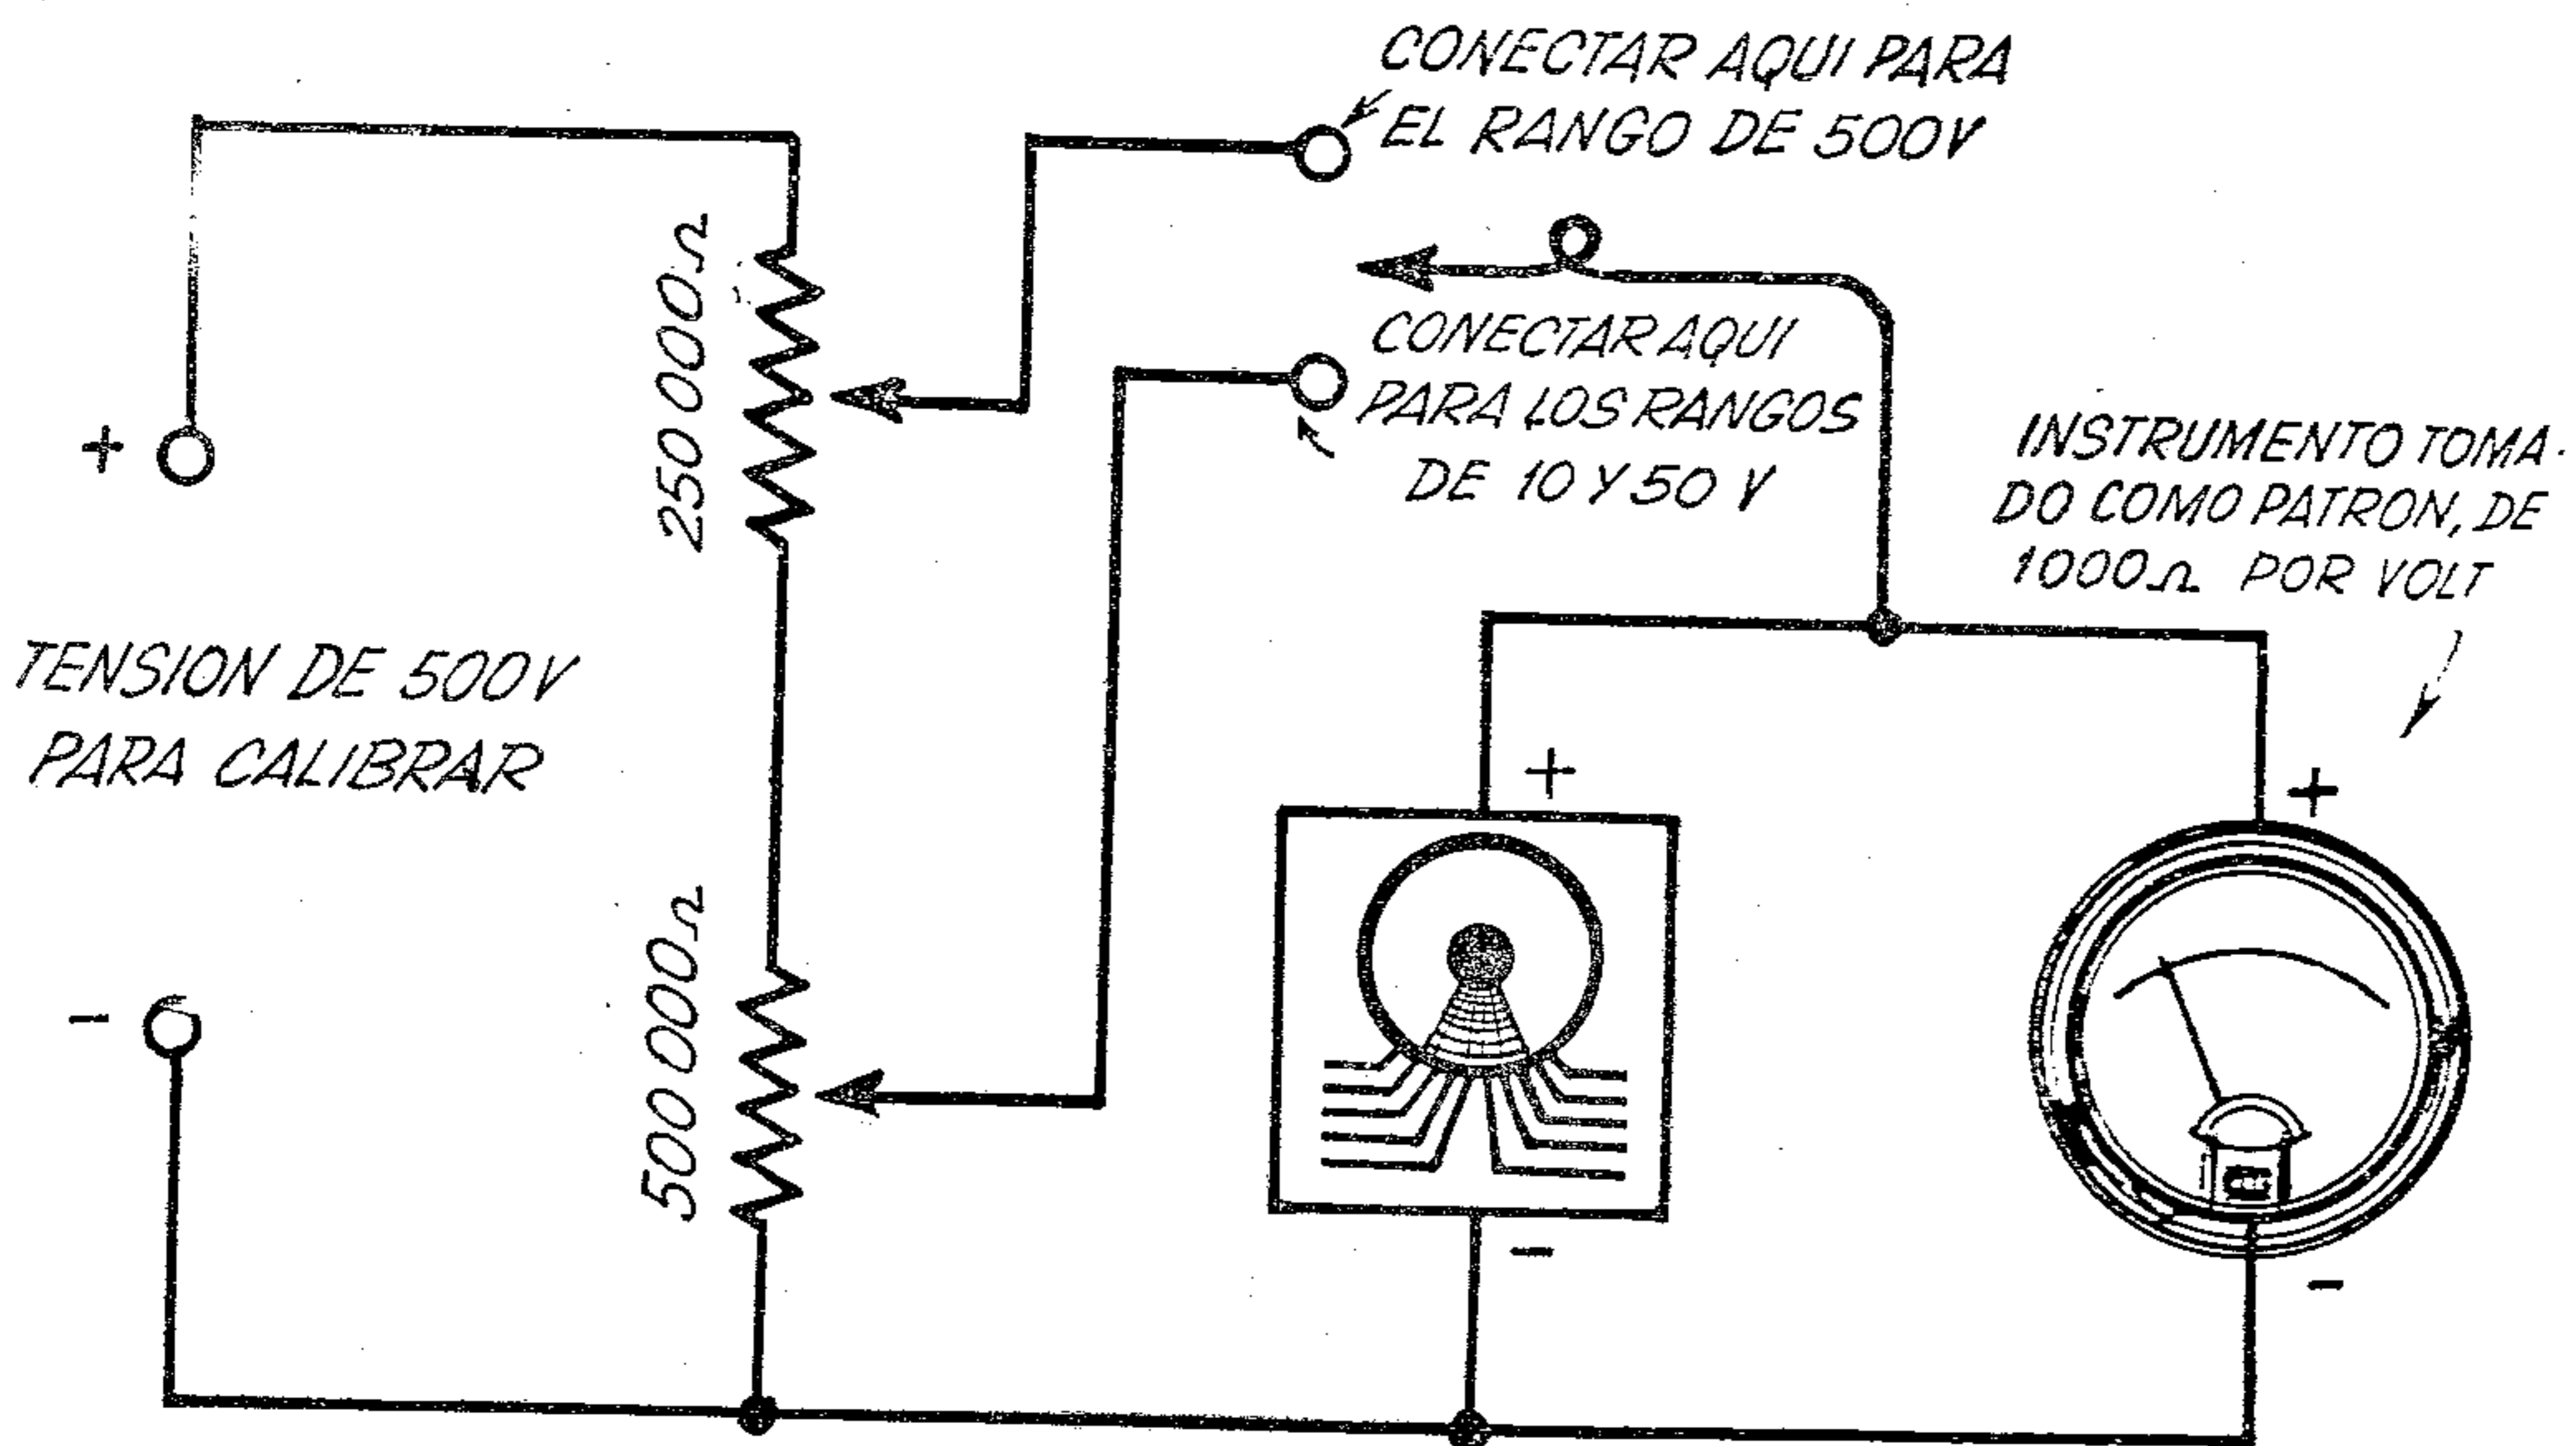 CONECTAR AQUI PARA
EL RANGO DE 500V
250 000Ω
CONECTAR AQUI
PARA LOS RANGOS
DE 10 Y 50 V
+
INSTRUMENTO TOMA-
DO COMO PATRON, DE
1000Ω POR VOLT
TENSION DE 500V
PARA CALIBRAR
+
+
500 000Ω
-
-
-